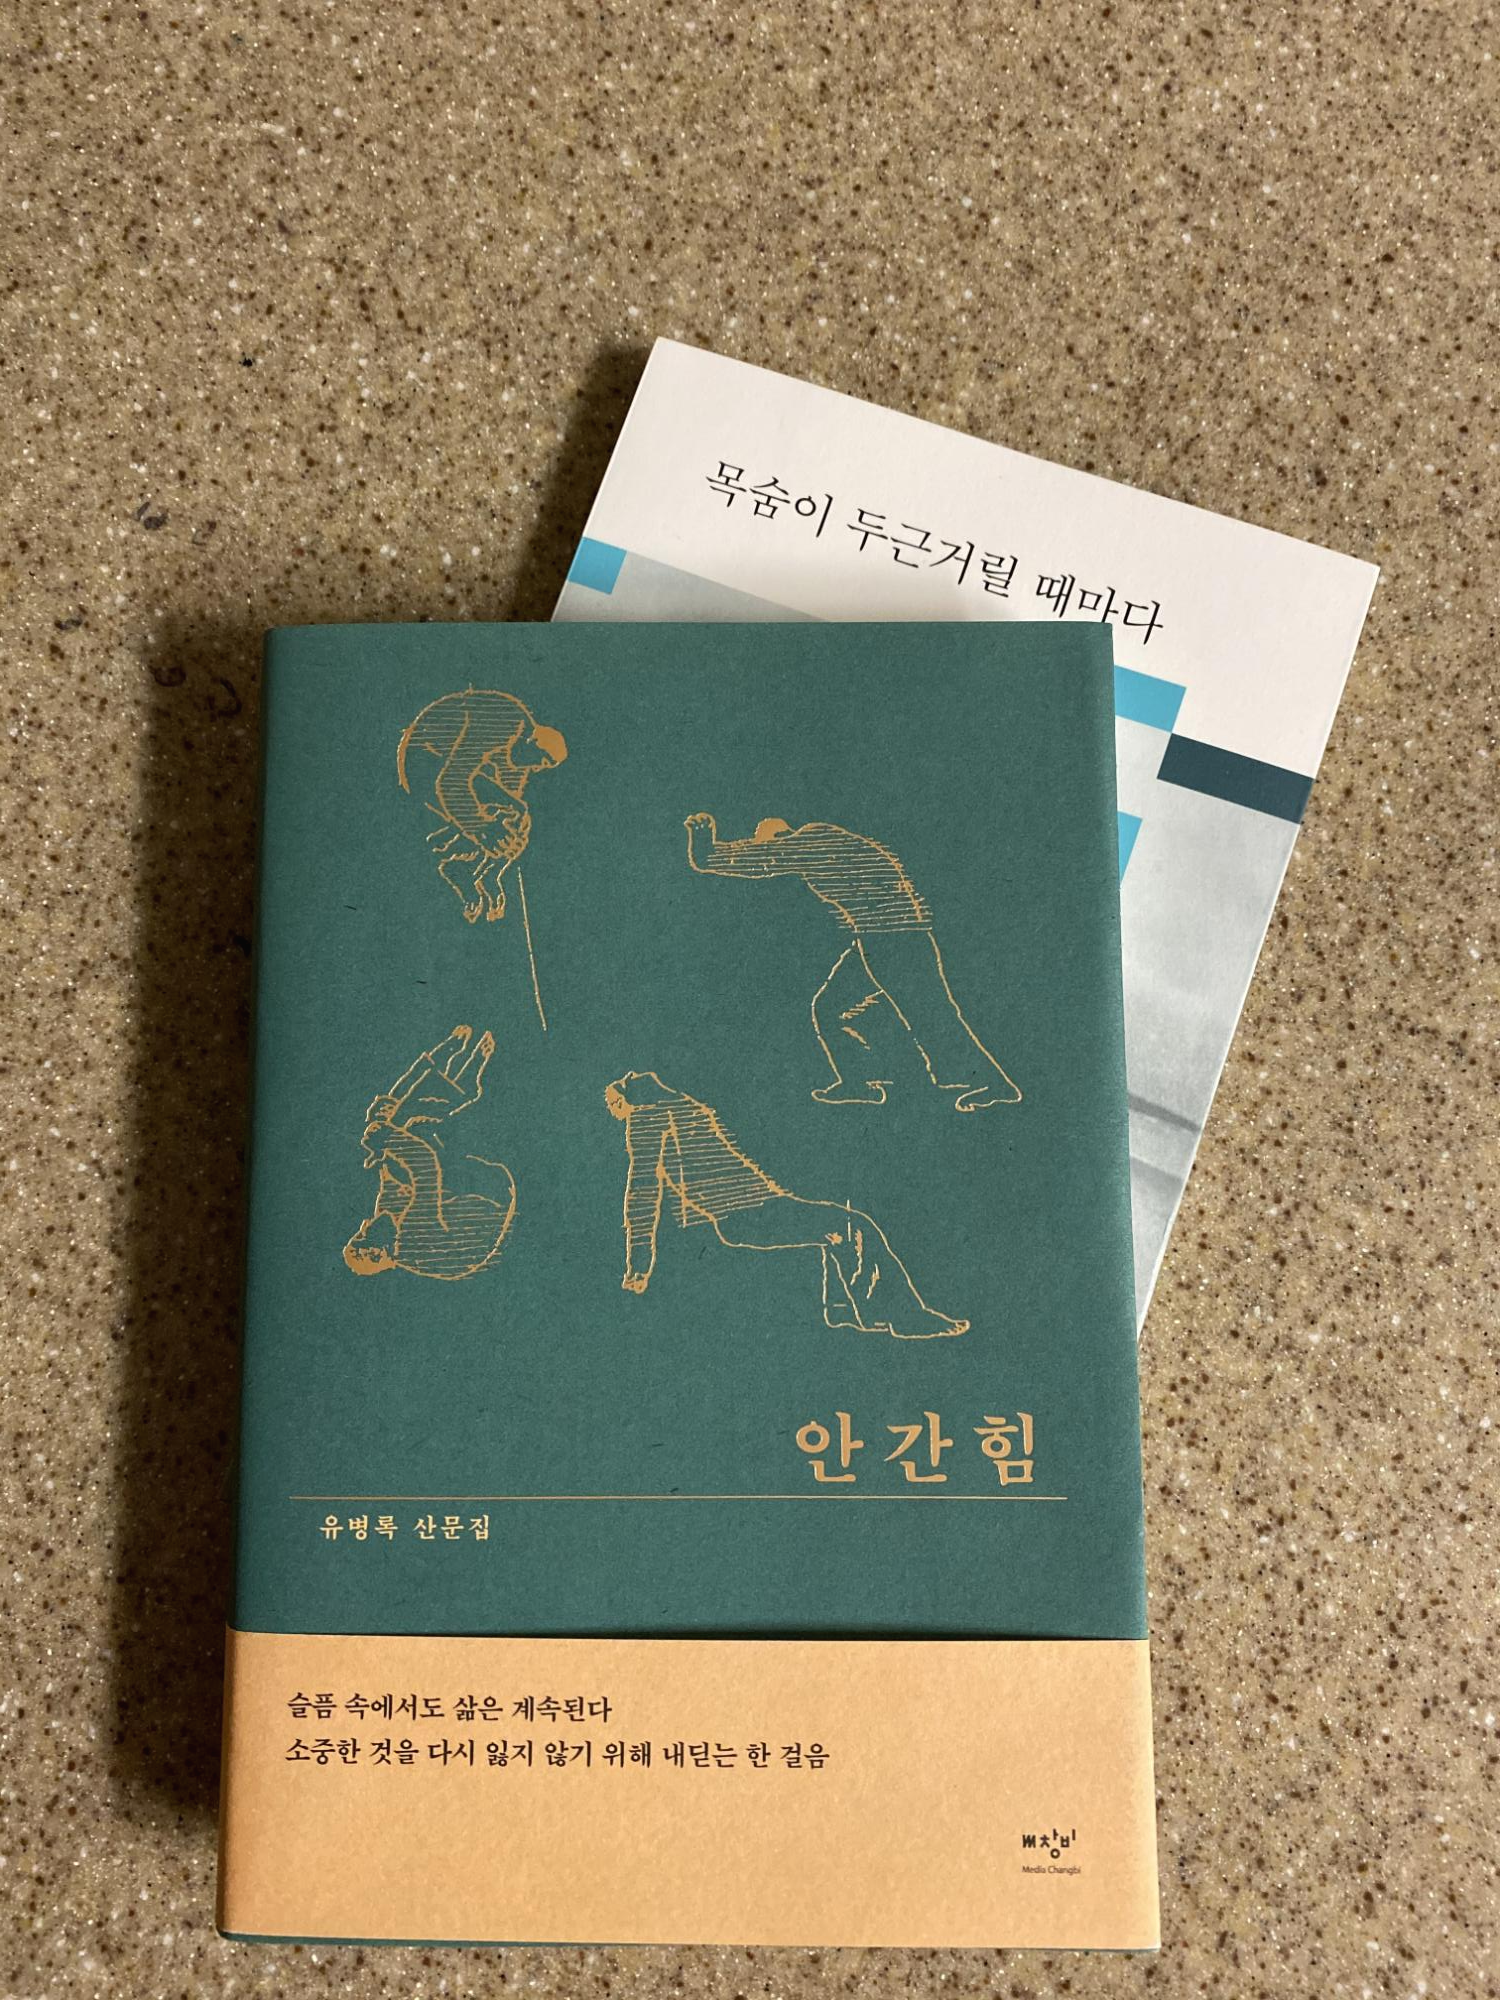 목숨이 두근거릴 때마다
안간힘
유병록 산문집
슬픔 속에서도 삶은 계속된다
소중한 것을 다시 잃지 않기 위해 내딛는 한 걸음
창비
Media Changbi